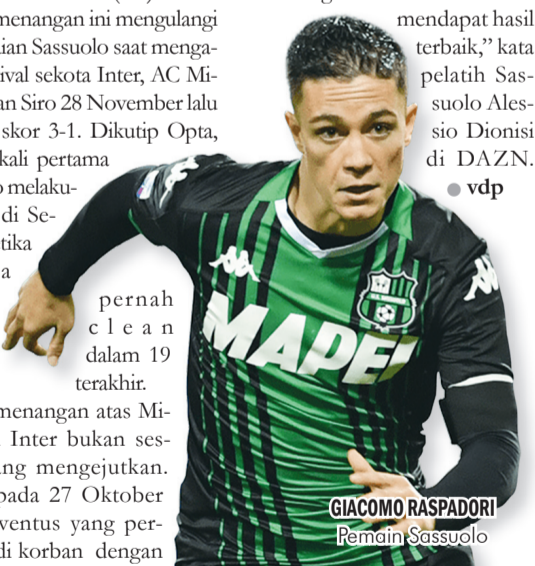 menangan ini mengulangi
ian Sassuolo saat menga-
ival sekota Inter, AC Mi-
an Siro 28 November lalu
skor 3-1. Dikutip Opta,
kali pertama
melaku-
di Se-
tika
a
pernah
clean
dalam 19
terakhir.
menangan atas Mi-
Inter bukan ses-
ng mengejutkan.
pada 27 Oktober
ventus yang per-
di korban dengan
mendapat hasil
terbaik,” kata
pelatih Sas-
suolo Ales-
sio Dionisi
di DAZN.
● vdp
Kappa
MAPEI
GIACOMO RASPADORI
Pemain Sassuolo